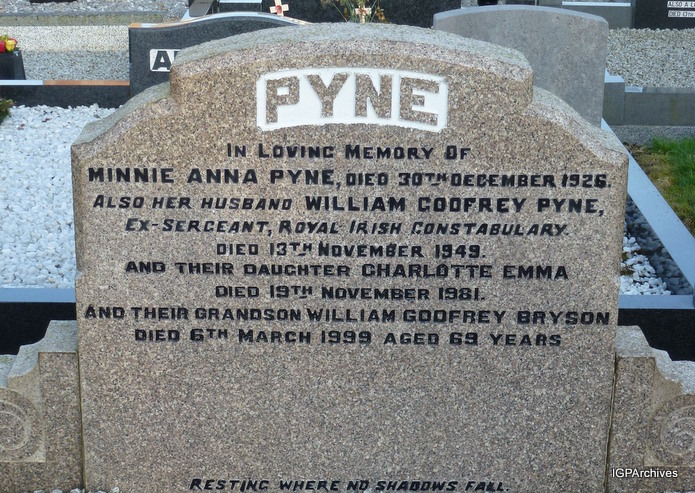 PYNE
IN LOVING MEMORY OF
MINNIE ANNA PYNE, DIED 30TH DECEMBER 1926.
ALSO HER HUSBAND WILLIAM GODFREY PYNE,
EX-SERGEANT, ROYAL IRISH CONSTABULARY.
DIED 13TH NOVEMBER 1949.
AND THEIR DAUGHTER CHARLOTTE EMMA
DIED 19TH NOVEMBER 1981.
AND THEIR GRANDSON WILLIAM GODFREY BRYSON
DIED 6TH MARCH 1999 AGED 69 YEARS
RESTING WHERE NO SHADOWS FALL.
IGPArchives